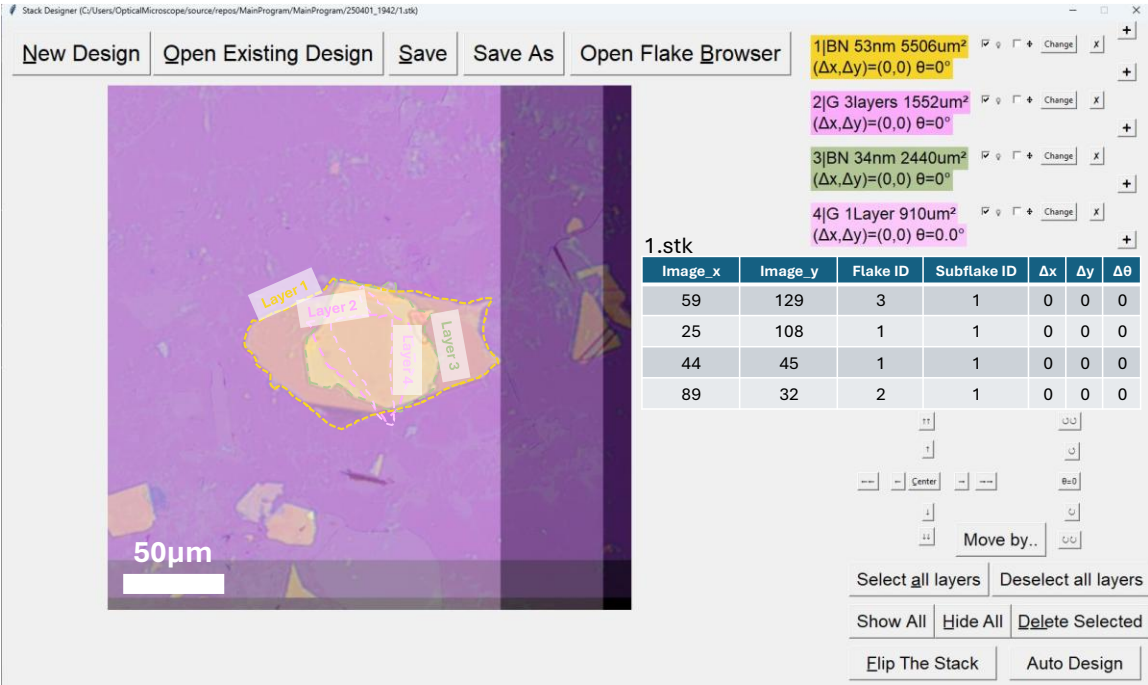 Stack Designer (C:/Users/OpticalMicroscope/source/repos/MainProgram/MainProgram/250401_1942/1.stk)
New Design Open Existing Design Save Save As Open Flake Browser
1|BN 53nm 5506um² Change X
(Δx,Δy)=(0,0) θ=0°
+
+
2|G 3layers 1552um² Change X
(Δx,Δy)=(0,0) θ=0°
+
3|BN 34nm 2440um² Change X
(Δx,Δy)=(0,0) θ=0°
+
4|G 1Layer 910um² Change X
(Δx,Δy)=(0,0) θ=0.0°
+
Layer 1
Layer 2
Layer 3
Layer 4
50μm
1.stk
Image_x Image_y Flake ID Subflake ID Δx Δy Δθ
59 129 3 1 0 0 0
25 108 1 1 0 0 0
44 45 1 1 0 0 0
89 32 2 1 0 0 0
↑↑ ↺↺
↑ ↺
←← ← Center → →→ θ=0
↓ ↻
↓↓ Move by.. ↻↻
Select all layers Deselect all layers
Show All Hide All Delete Selected
Flip The Stack Auto Design